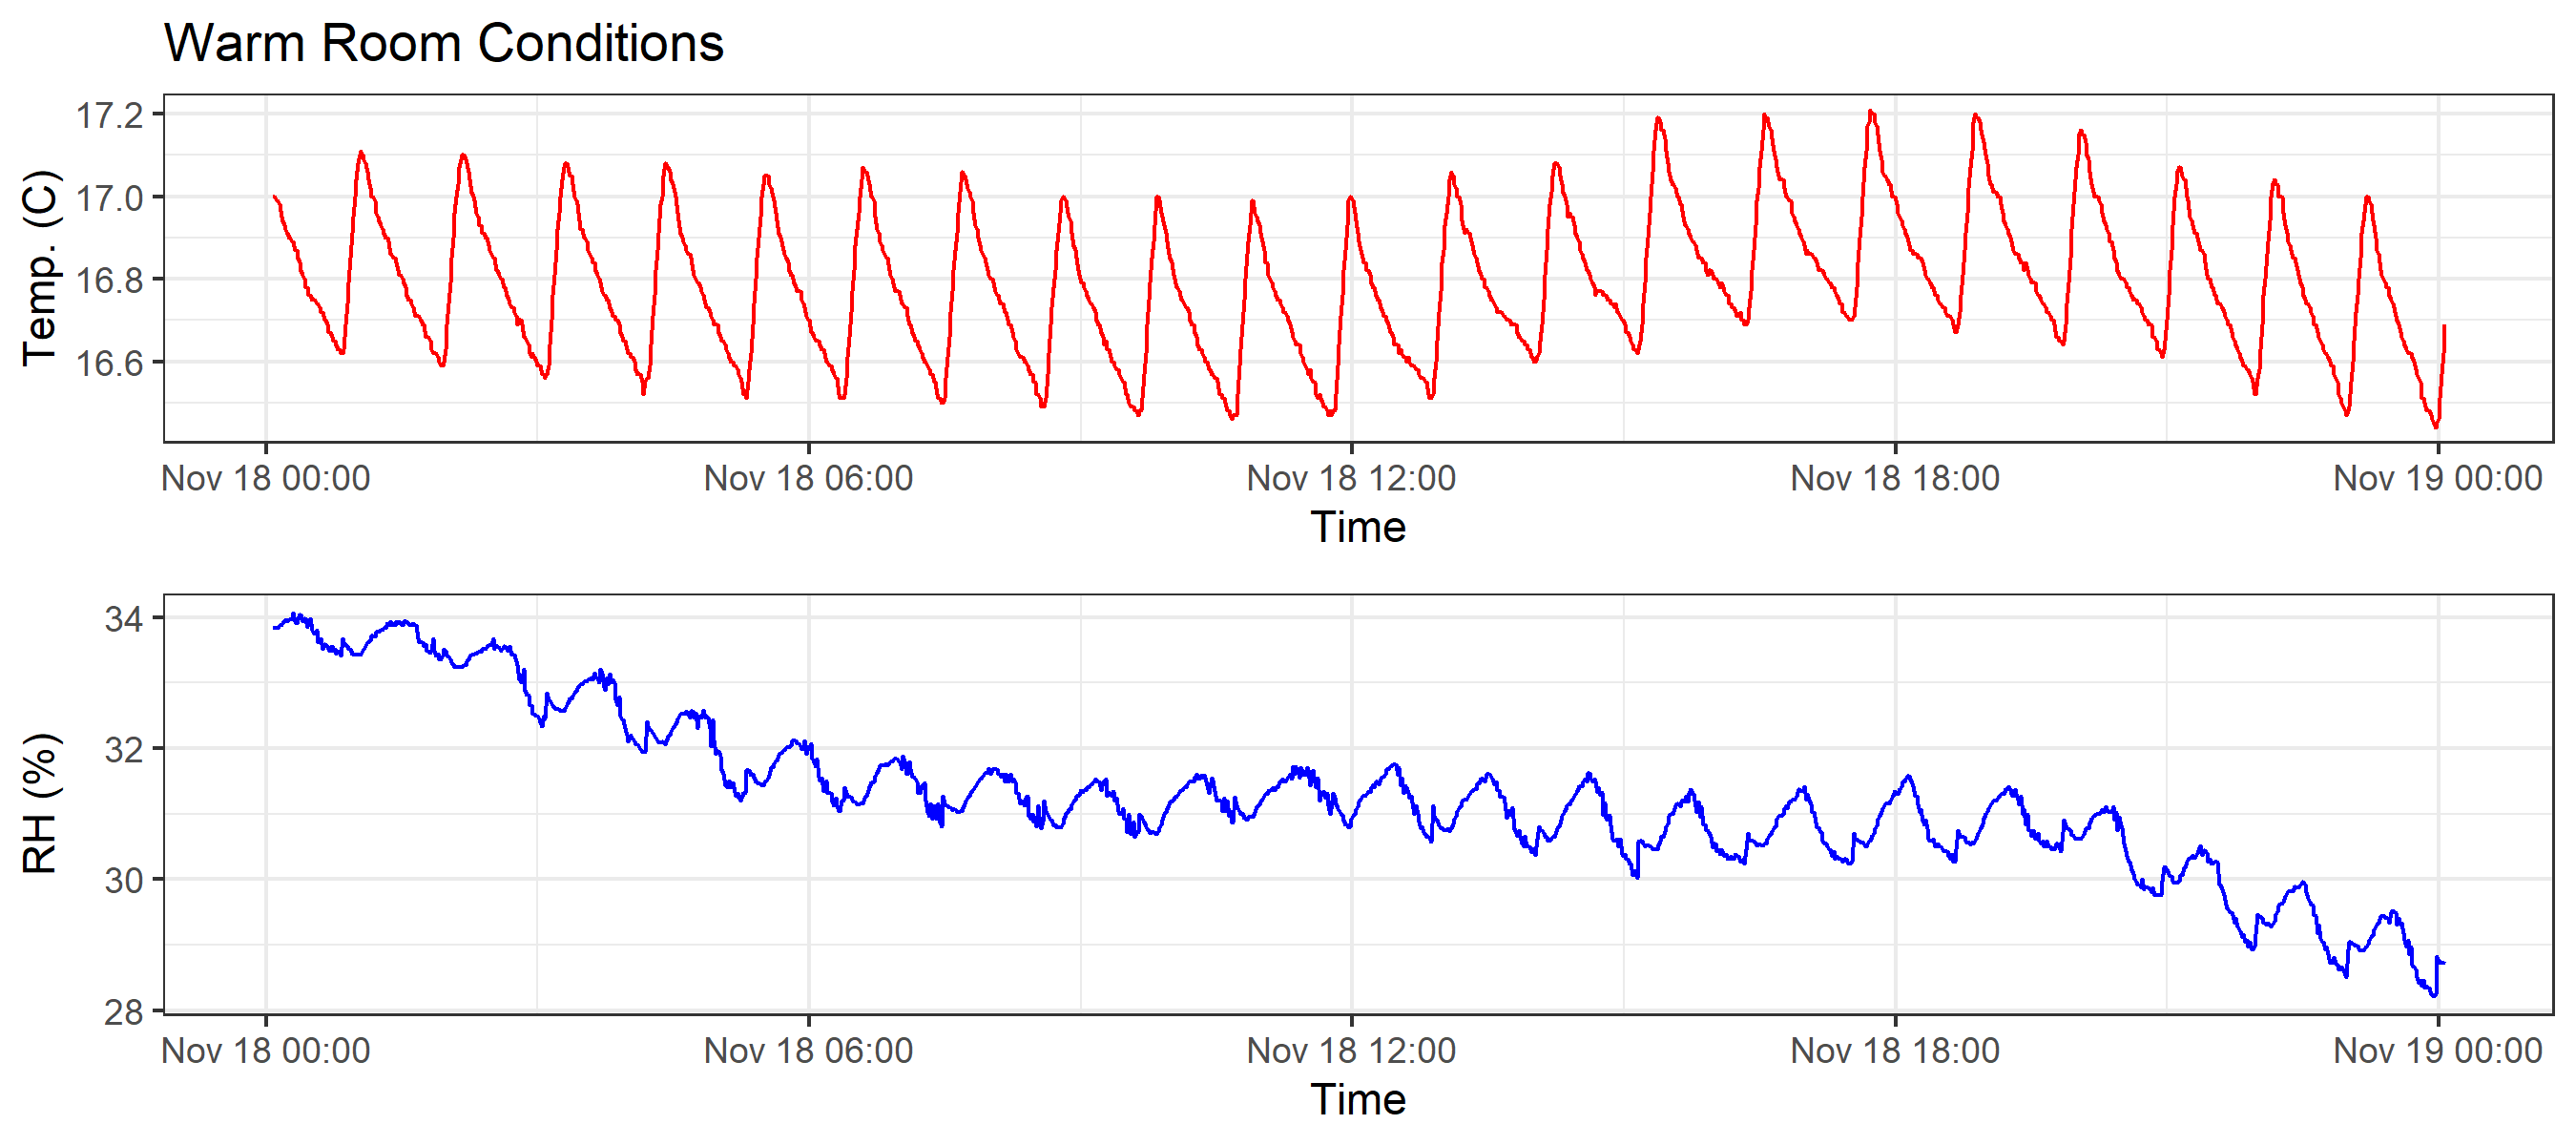 Warm Room Conditions
Temp. (C)
17.2
17.0
16.8
16.6
Nov 18 00:00 Nov 18 06:00 Nov 18 12:00 Nov 18 18:00 Nov 19 00:00
Time
RH (%)
34
32
30
28
Nov 18 00:00 Nov 18 06:00 Nov 18 12:00 Nov 18 18:00 Nov 19 00:00
Time